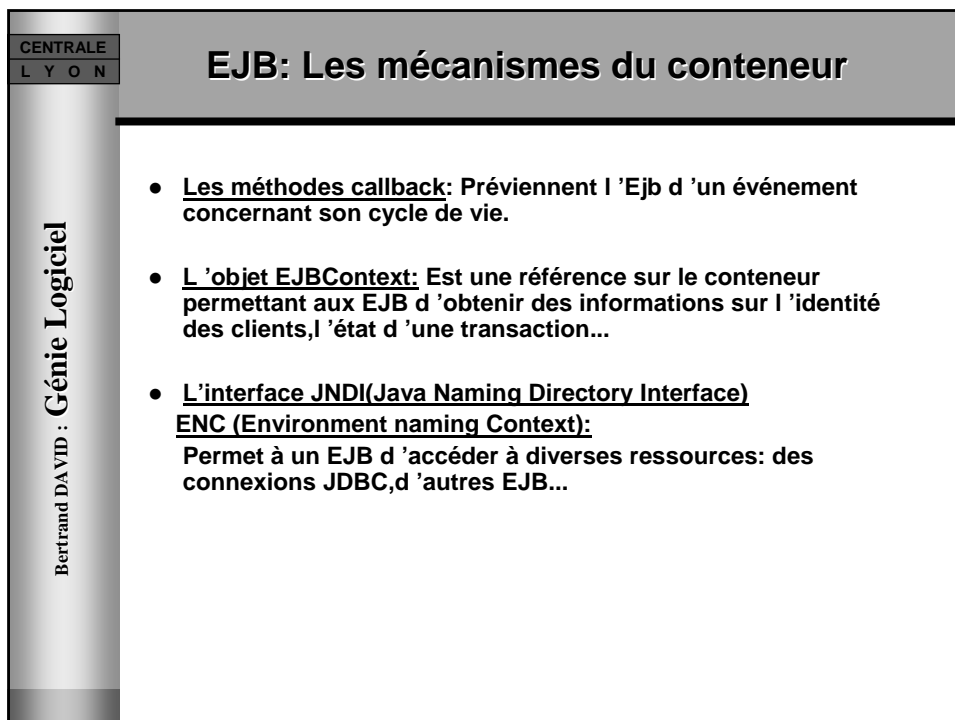 CENTRALE
L Y O N
EJB: Les mécanismes du conteneur
Bertrand DAVID : Génie Logiciel
● Les méthodes callback: Préviennent l ’Ejb d ’un événement
concernant son cycle de vie.
● L ’objet EJBContext: Est une référence sur le conteneur
permettant aux EJB d ’obtenir des informations sur l ’identité
des clients,l ’état d ’une transaction...
● L’interface JNDI(Java Naming Directory Interface)
ENC (Environment naming Context):
Permet à un EJB d ’accéder à diverses ressources: des
connexions JDBC,d ’autres EJB...